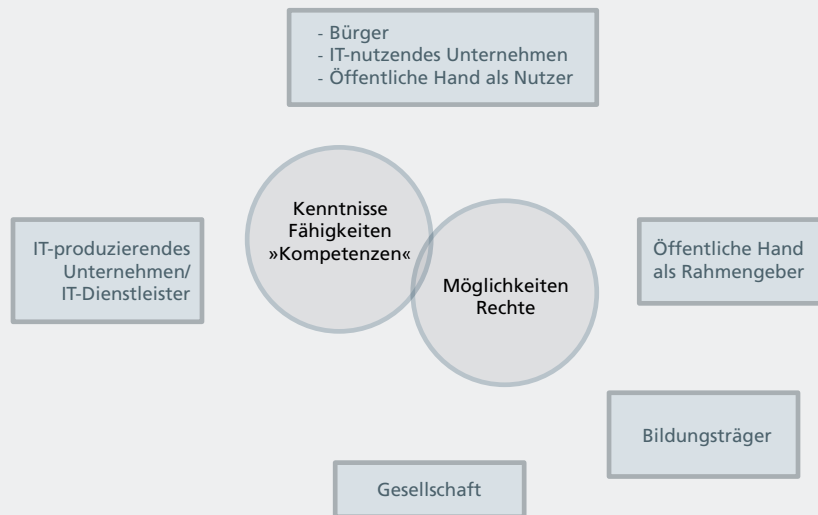 - Bürger
- IT-nutzendes Unternehmen
- Öffentliche Hand als Nutzer
Kenntnisse
Fähigkeiten
»Kompetenzen«
IT-produzierendes
Unternehmen/
IT-Dienstleister
Möglichkeiten
Rechte
Öffentliche Hand
als Rahmengeber
Bildungsträger
Gesellschaft